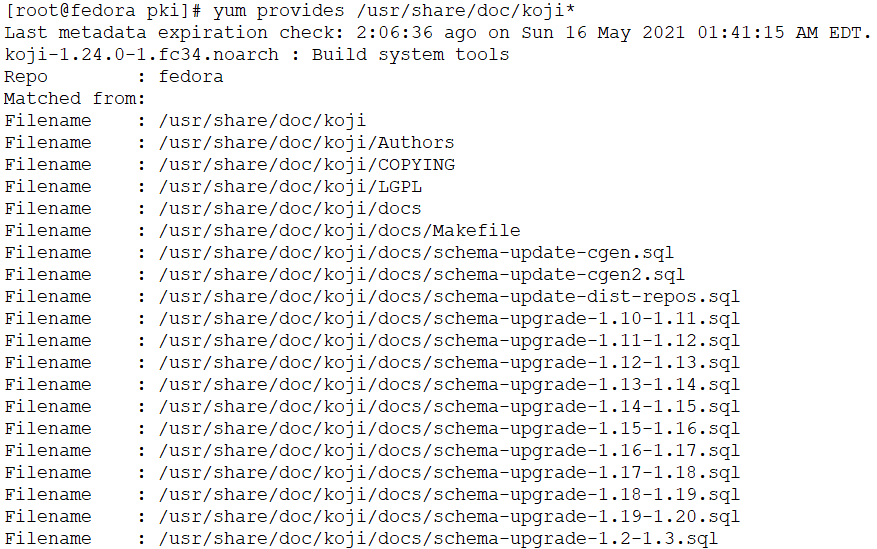 [root@fedora pki]# yum provides /usr/share/doc/koji*
Last metadata expiration check: 2:06:36 ago on Sun 16 May 2021 01:41:15 AM EDT.
koji-1.24.0-1.fc34.noarch : Build system tools
Repo        : fedora
Matched from:
Filename    : /usr/share/doc/koji
Filename    : /usr/share/doc/koji/Authors
Filename    : /usr/share/doc/koji/COPYING
Filename    : /usr/share/doc/koji/LGPL
Filename    : /usr/share/doc/koji/docs
Filename    : /usr/share/doc/koji/docs/Makefile
Filename    : /usr/share/doc/koji/docs/schema-update-cgen.sql
Filename    : /usr/share/doc/koji/docs/schema-update-cgen2.sql
Filename    : /usr/share/doc/koji/docs/schema-update-dist-repos.sql
Filename    : /usr/share/doc/koji/docs/schema-upgrade-1.10-1.11.sql
Filename    : /usr/share/doc/koji/docs/schema-upgrade-1.11-1.12.sql
Filename    : /usr/share/doc/koji/docs/schema-upgrade-1.12-1.13.sql
Filename    : /usr/share/doc/koji/docs/schema-upgrade-1.13-1.14.sql
Filename    : /usr/share/doc/koji/docs/schema-upgrade-1.14-1.15.sql
Filename    : /usr/share/doc/koji/docs/schema-upgrade-1.15-1.16.sql
Filename    : /usr/share/doc/koji/docs/schema-upgrade-1.16-1.17.sql
Filename    : /usr/share/doc/koji/docs/schema-upgrade-1.17-1.18.sql
Filename    : /usr/share/doc/koji/docs/schema-upgrade-1.18-1.19.sql
Filename    : /usr/share/doc/koji/docs/schema-upgrade-1.19-1.20.sql
Filename    : /usr/share/doc/koji/docs/schema-upgrade-1.2-1.3.sql